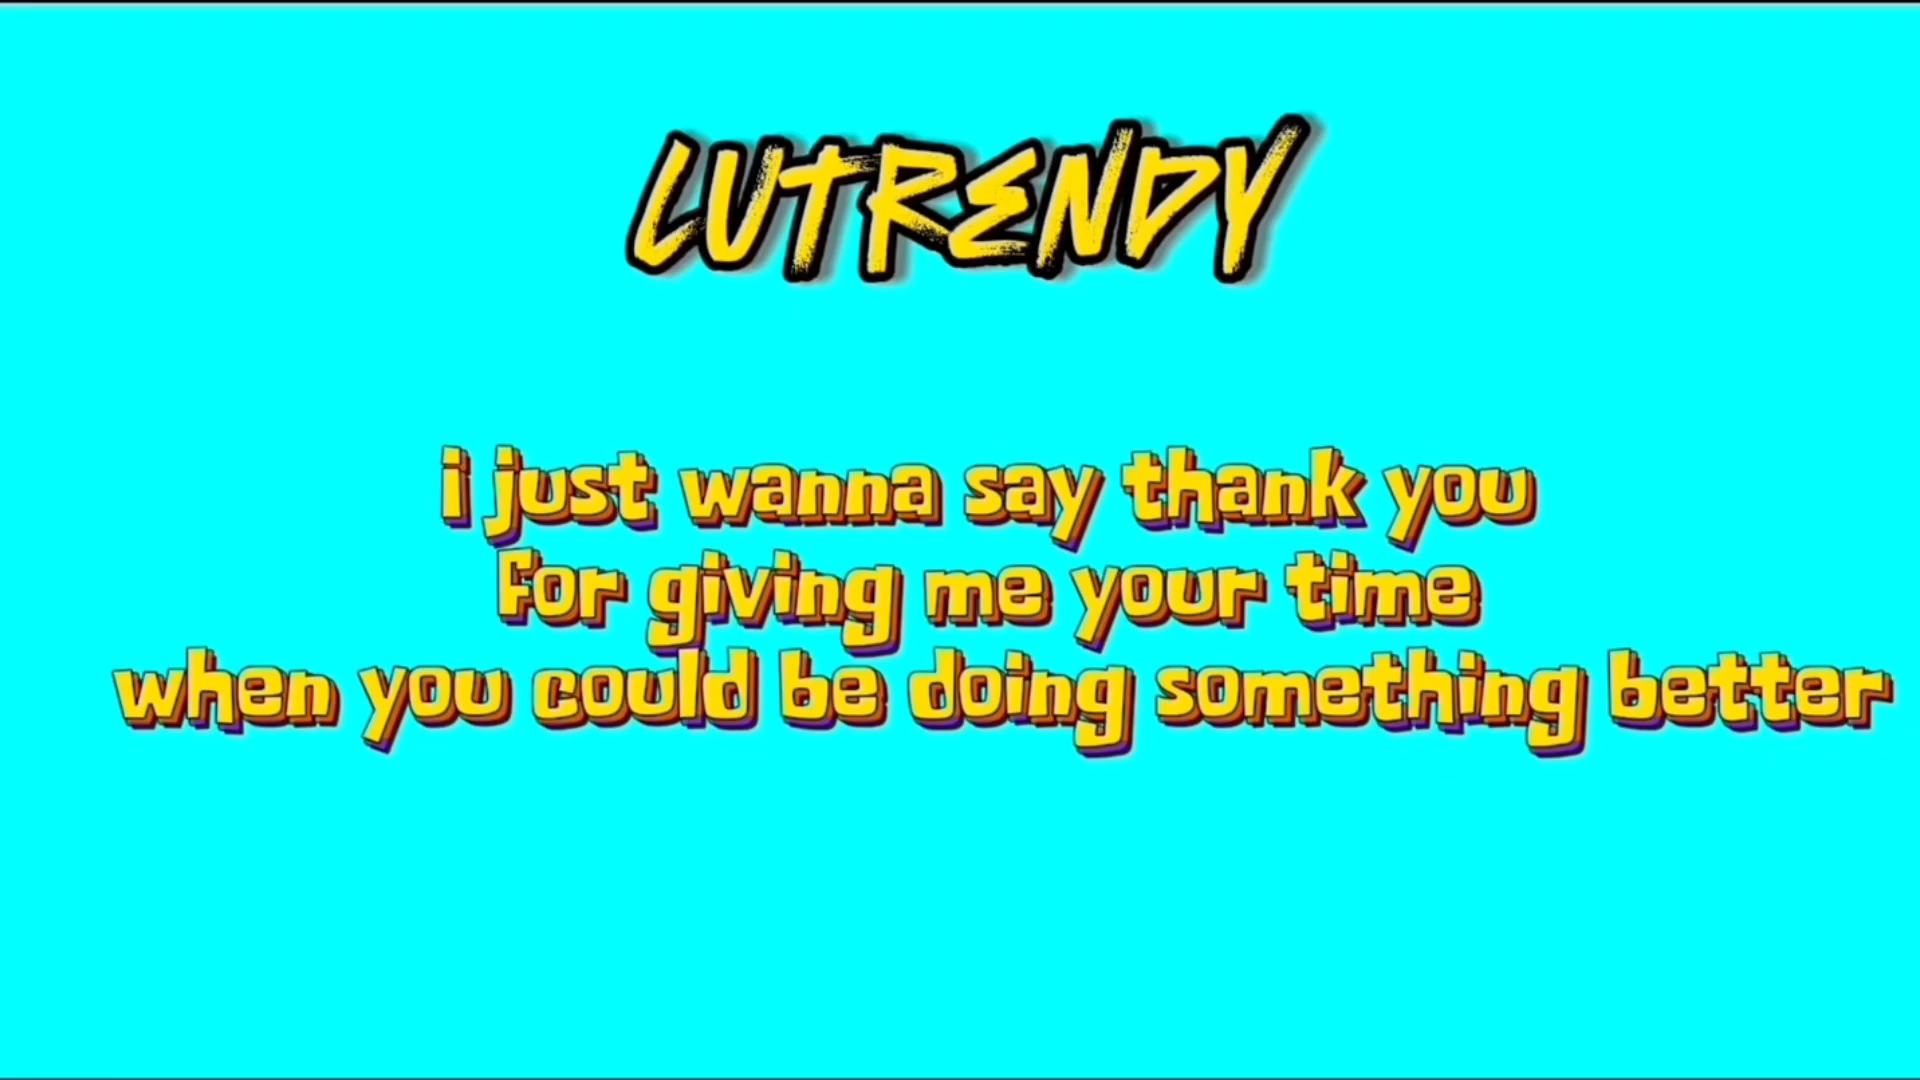 LUTRENDY
i just wanna say thank you
for giving me your time
when you could be doing something better